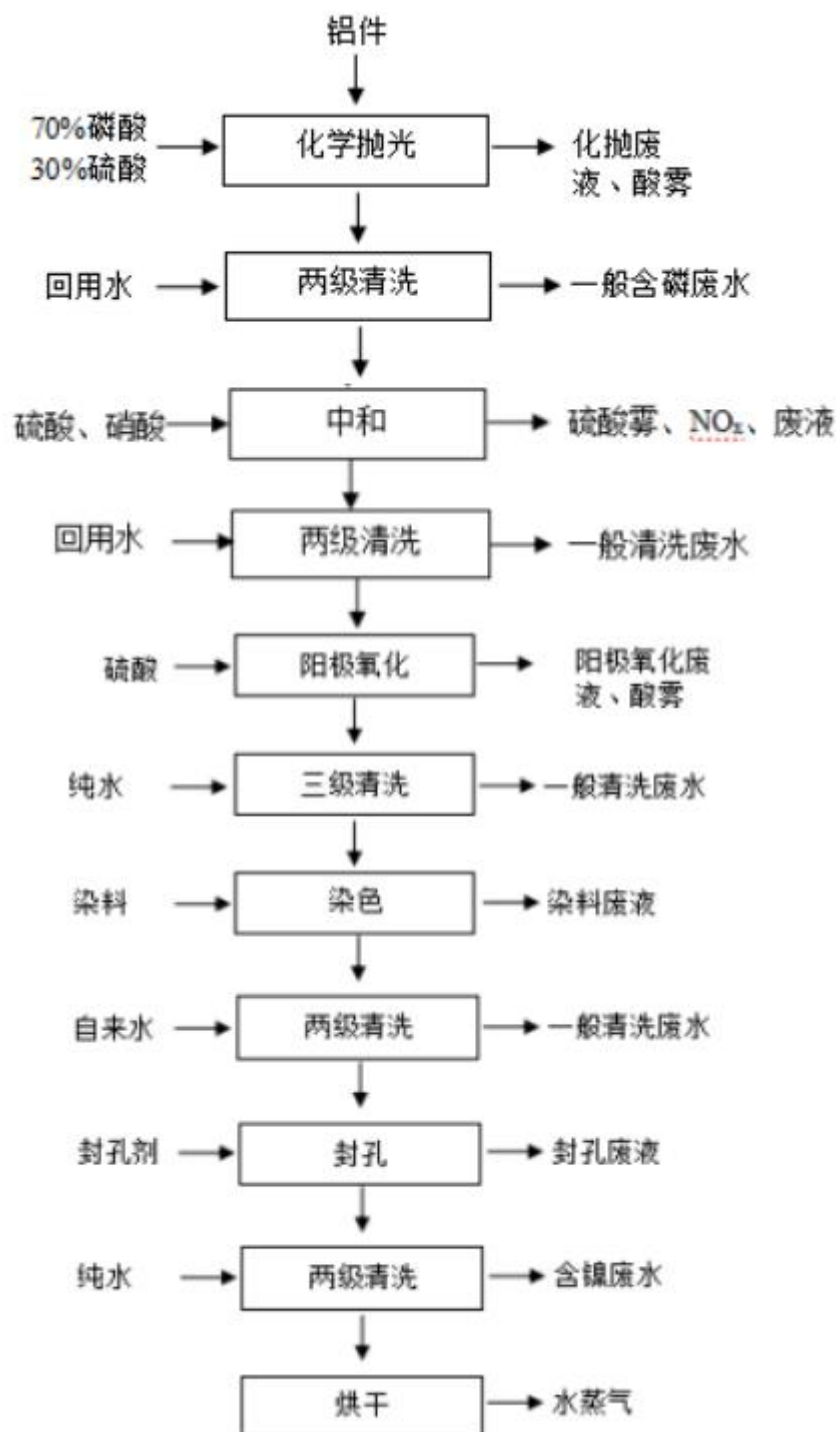 铝件
70%磷酸
30%硫酸
化学抛光
化抛废
液、酸雾
回用水
两级清洗
一般含磷废水
硫酸、硝酸
中和
硫酸雾、NOx、废液
回用水
两级清洗
一般清洗废水
硫酸
阳极氧化
阳极氧化废
液、酸雾
纯水
三级清洗
一般清洗废水
染料
染色
染料废液
自来水
两级清洗
一般清洗废水
封孔剂
封孔
封孔废液
纯水
两级清洗
含镍废水
烘干
水蒸气